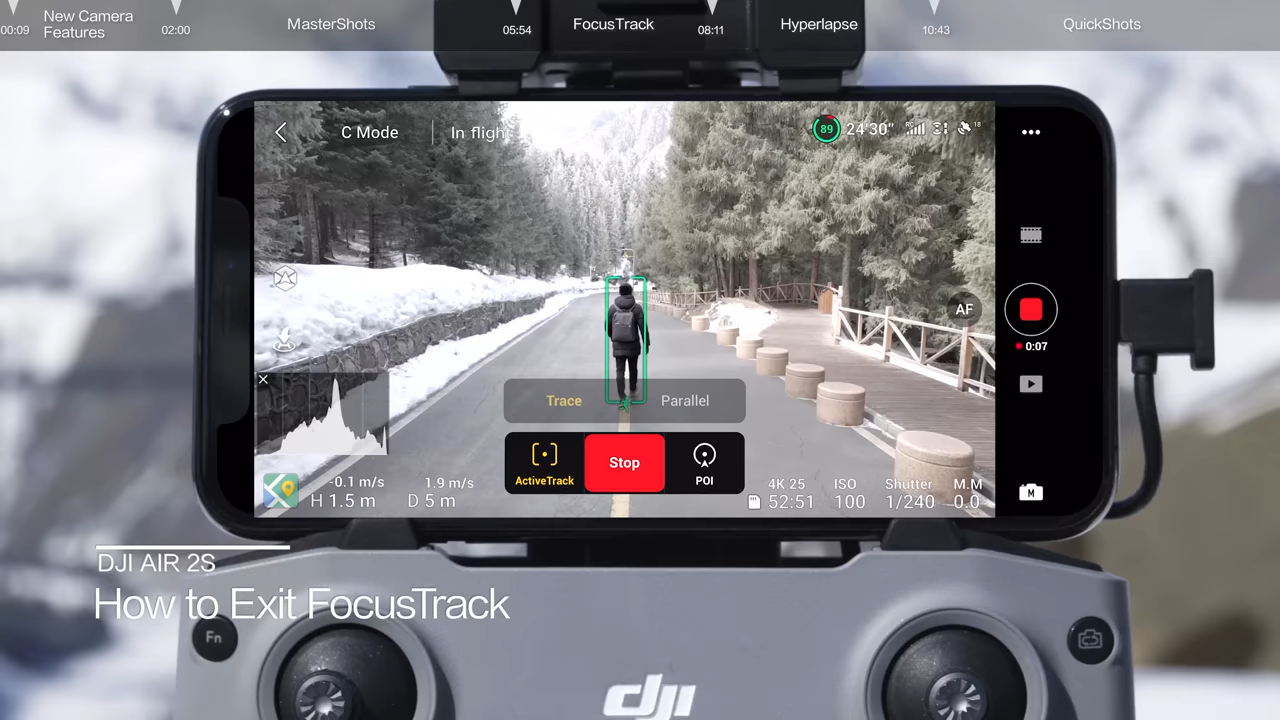 00:09
New Camera
Features
02:00
MasterShots
05:54
FocusTrack
08:11
Hyperlapse
10:43
QuickShots
C Mode
In flight
89
24'30"
18
AF
0:07
Trace
Parallel
ActiveTrack
Stop
POI
-0.1 m/s
1.9 m/s
H 1.5 m
D 5 m
4K 25
ISO
Shutter
M.M
52:51
100
1/240
0.0
M
DJI AIR 2S
How to Exit FocusTrack
Fn
dji